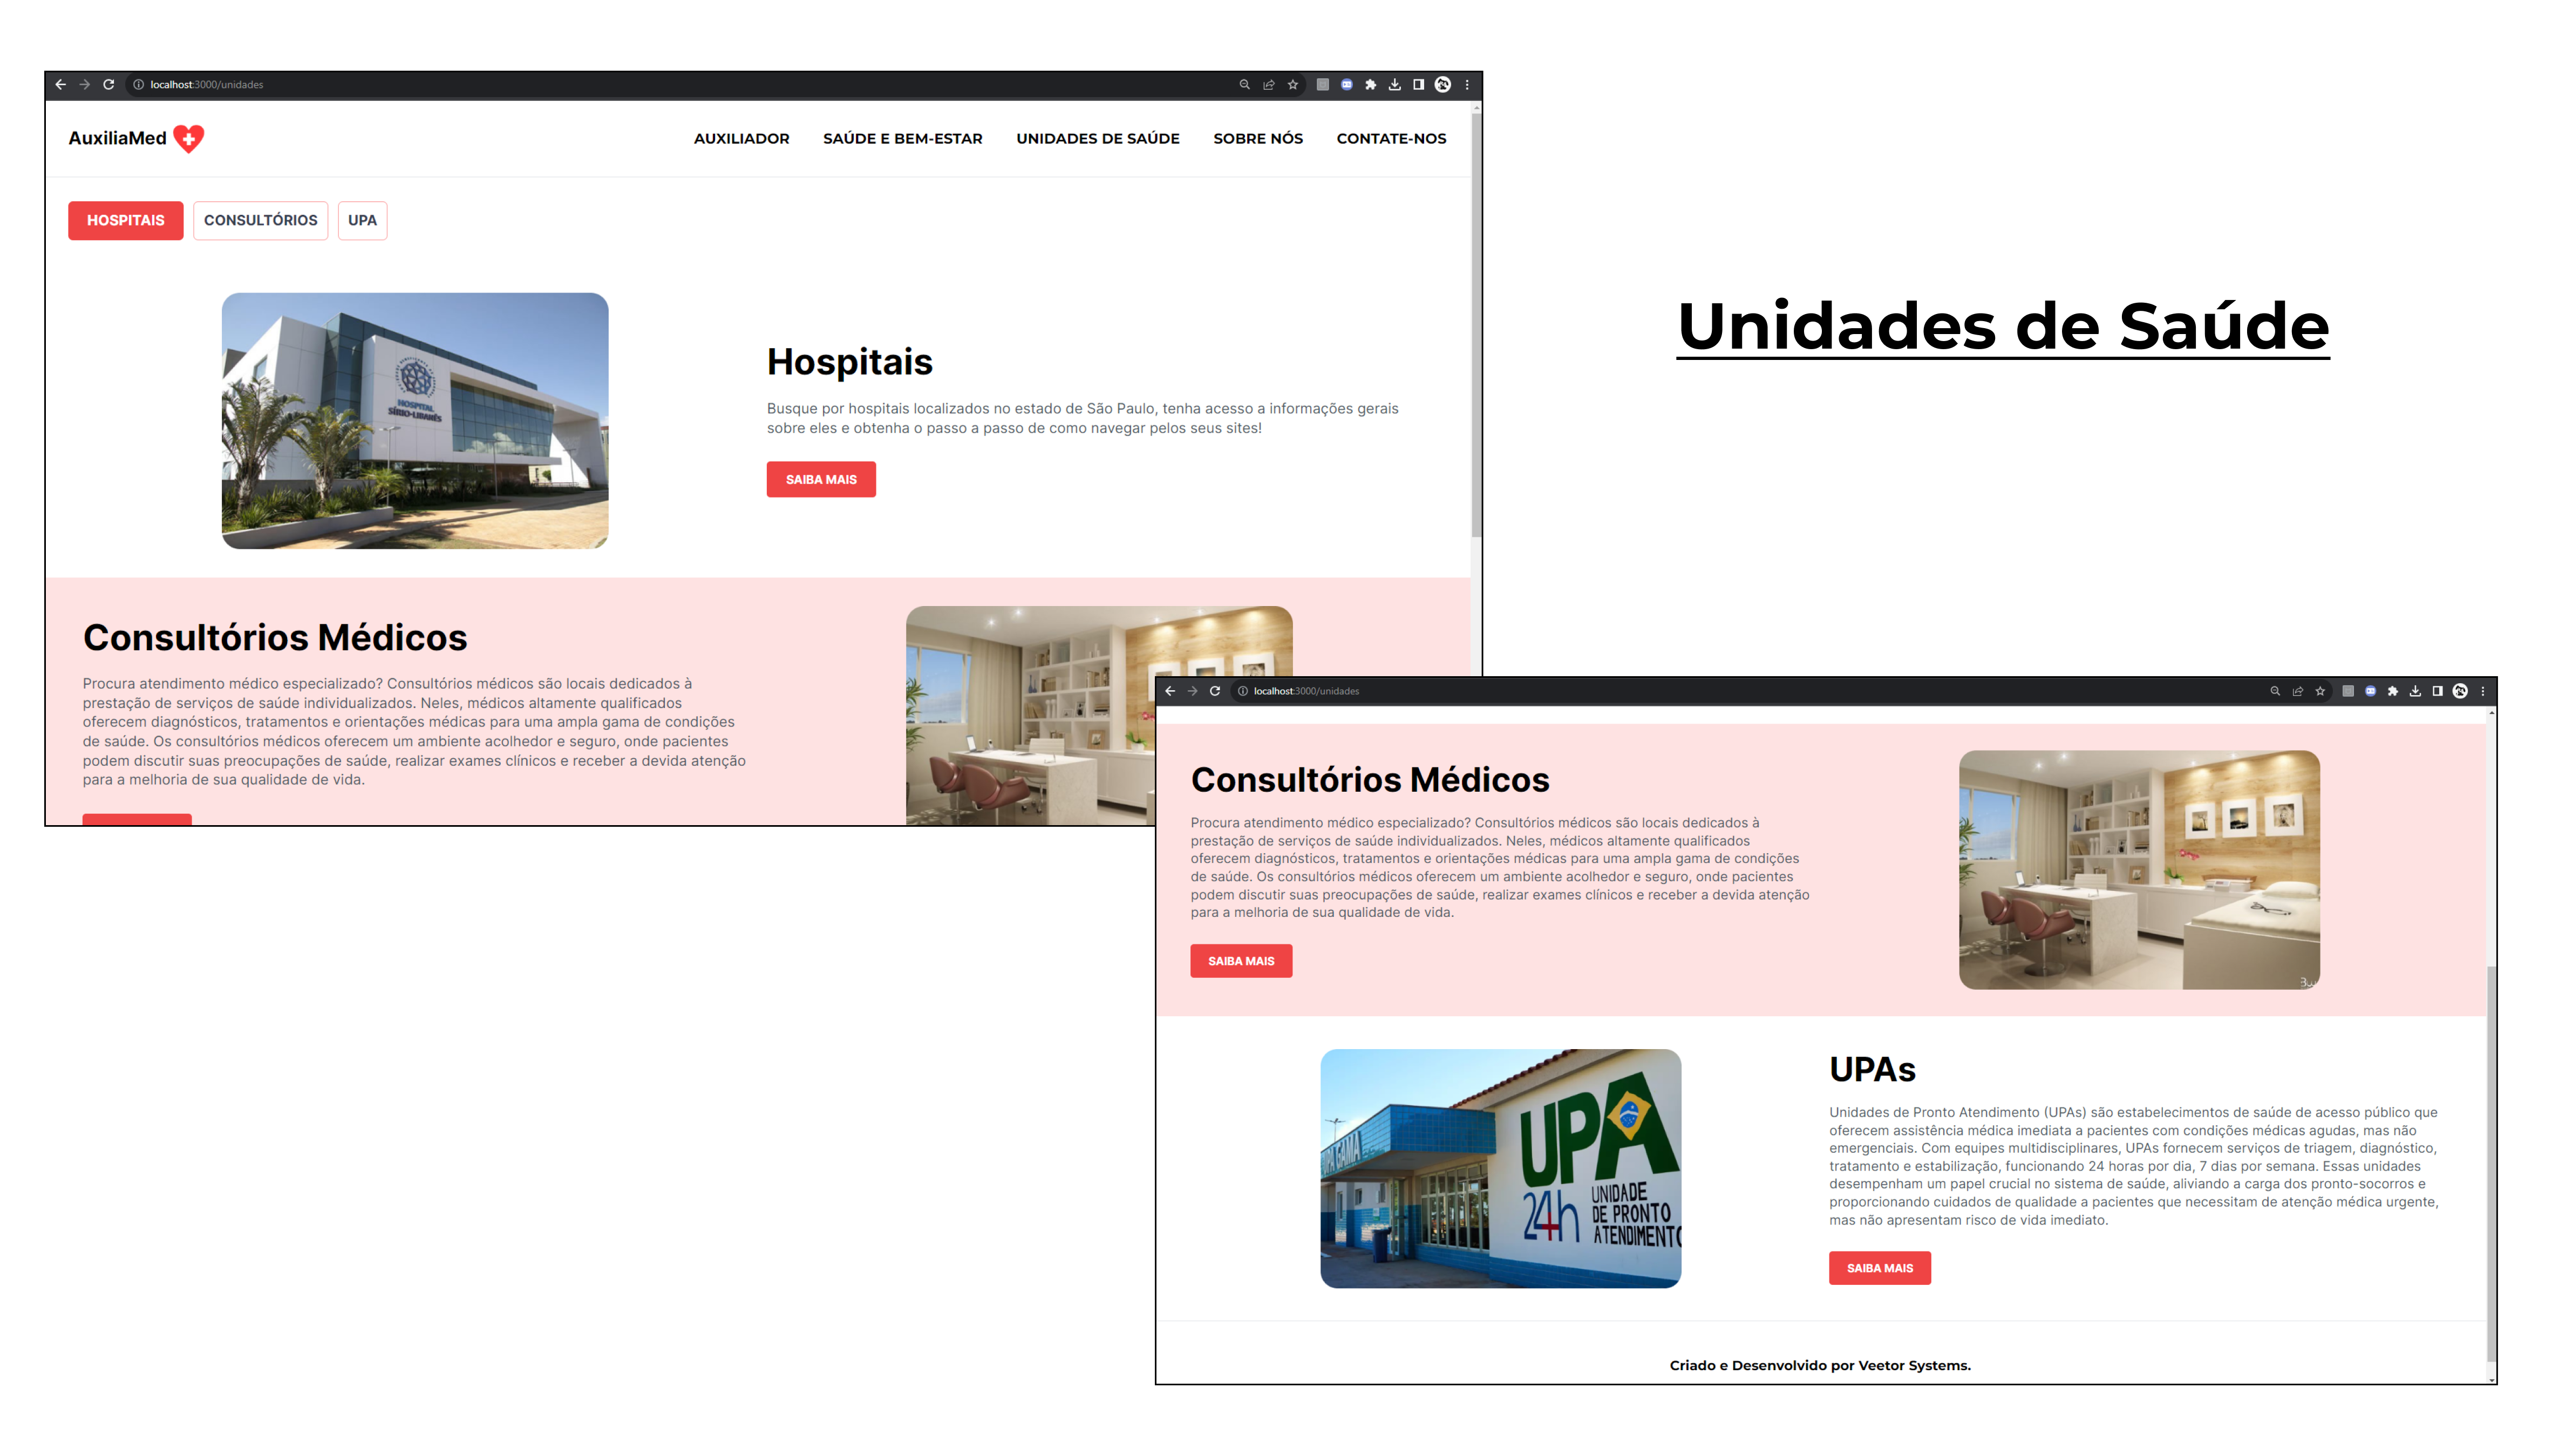 localhost:3000/unidades
AuxiliaMed
AUXILIADOR
SAÚDE E BEM-ESTAR
UNIDADES DE SAÚDE
SOBRE NÓS
CONTATE-NOS
HOSPITAIS
CONSULTÓRIOS
UPA
HOSPITAL
SÍRIO-LIBANÊS
Hospitais
Busque por hospitais localizados no estado de São Paulo, tenha acesso a informações gerais
sobre eles e obtenha o passo a passo de como navegar pelos seus sites!
SAIBA MAIS
Consultórios Médicos
Procura atendimento médico especializado? Consultórios médicos são locais dedicados à
prestação de serviços de saúde individualizados. Neles, médicos altamente qualificados
oferecem diagnósticos, tratamentos e orientações médicas para uma ampla gama de condições
de saúde. Os consultórios médicos oferecem um ambiente acolhedor e seguro, onde pacientes
podem discutir suas preocupações de saúde, realizar exames clínicos e receber a devida atenção
para a melhoria de sua qualidade de vida.
Unidades de Saúde
localhost:3000/unidades
Consultórios Médicos
Procura atendimento médico especializado? Consultórios médicos são locais dedicados à
prestação de serviços de saúde individualizados. Neles, médicos altamente qualificados
oferecem diagnósticos, tratamentos e orientações médicas para uma ampla gama de condições
de saúde. Os consultórios médicos oferecem um ambiente acolhedor e seguro, onde pacientes
podem discutir suas preocupações de saúde, realizar exames clínicos e receber a devida atenção
para a melhoria de sua qualidade de vida.
SAIBA MAIS
UPA GAMA
UPA
24h
UNIDADE
DE PRONTO
ATENDIMENTO
UPAs
Unidades de Pronto Atendimento (UPAs) são estabelecimentos de saúde de acesso público que
oferecem assistência médica imediata a pacientes com condições médicas agudas, mas não
emergenciais. Com equipes multidisciplinares, UPAs fornecem serviços de triagem, diagnóstico,
tratamento e estabilização, funcionando 24 horas por dia, 7 dias por semana. Essas unidades
desempenham um papel crucial no sistema de saúde, aliviando a carga dos pronto-socorros e
proporcionando cuidados de qualidade a pacientes que necessitam de atenção médica urgente,
mas não apresentam risco de vida imediato.
SAIBA MAIS
Criado e Desenvolvido por Veetor Systems.